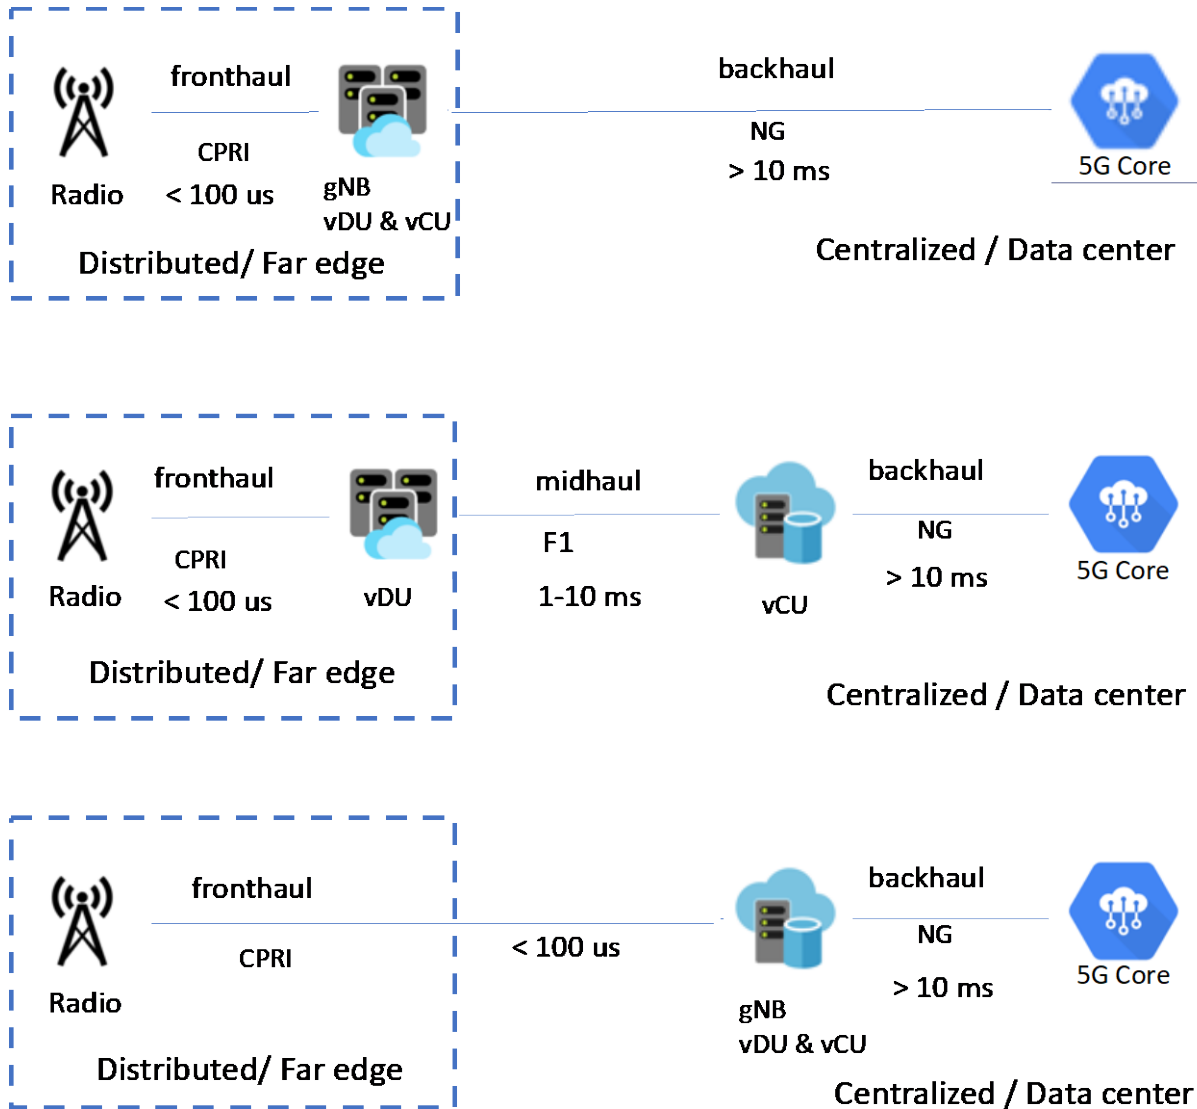 fronthaul
backhaul
CPRI
NG
Radio
< 100 us
gNB
vDU & vCU
> 10 ms
5G Core
Distributed/ Far edge
Centralized / Data center
fronthaul
midhaul
backhaul
CPRI
F1
NG
Radio
< 100 us
vDU
1-10 ms
vCU
> 10 ms
5G Core
Distributed/ Far edge
Centralized / Data center
fronthaul
backhaul
CPRI
< 100 us
NG
Radio
gNB
vDU & vCU
> 10 ms
5G Core
Distributed/ Far edge
Centralized / Data center